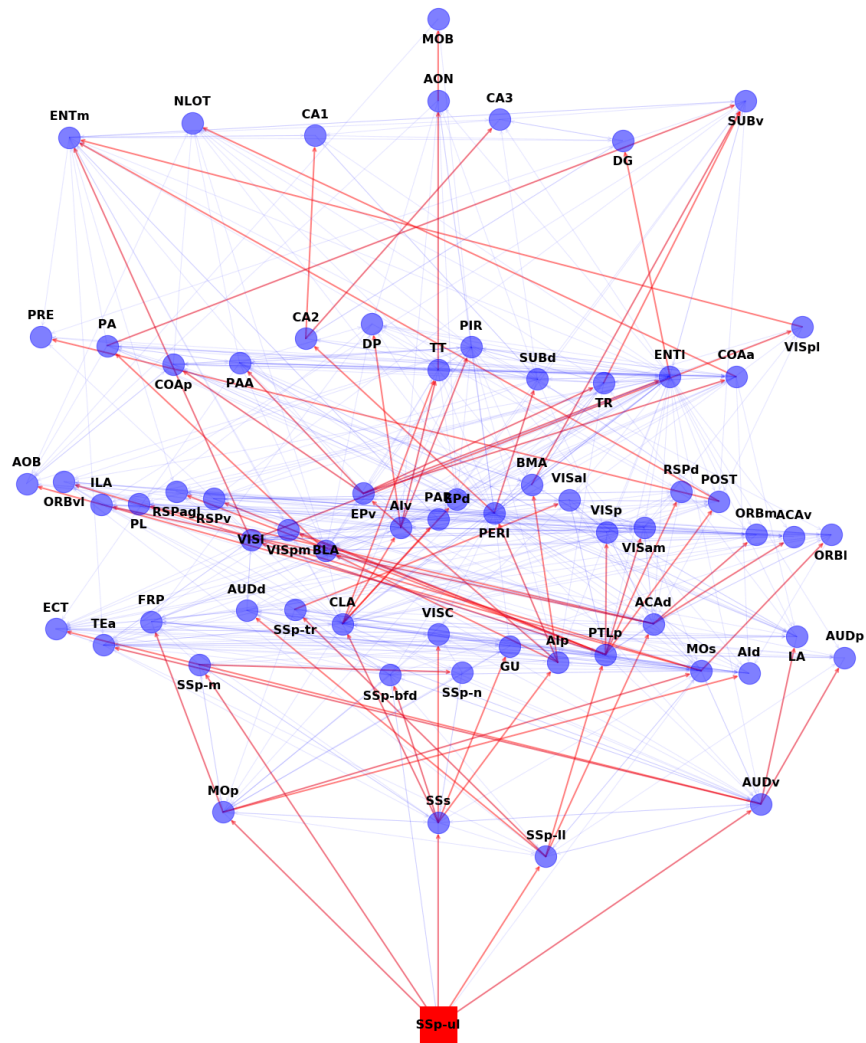 MOB
AON
ENTm
NLOT
CA1
CA3
SUBv
DG
PRE
PA
CA2
DP
PIR
VISpl
COAp
PAA
TT
SUBd
TR
ENTl
COAa
AOB
ILA
ORBvl
PL
RSPagl
RSPv
VISl
VISpm
BLA
EPv
AIv
PAR
EPd
PERI
BMA
VISal
VISp
VISam
RSPd
POST
ORBm
ACAv
ORBl
ECT
TEa
FRP
AUDd
SSp-tr
CLA
VISC
GU
AIp
PTLp
ACAd
MOs
AId
LA
AUDp
SSp-m
SSp-bfd
SSp-n
MOp
SSs
SSp-ll
AUDv
SSp-ul